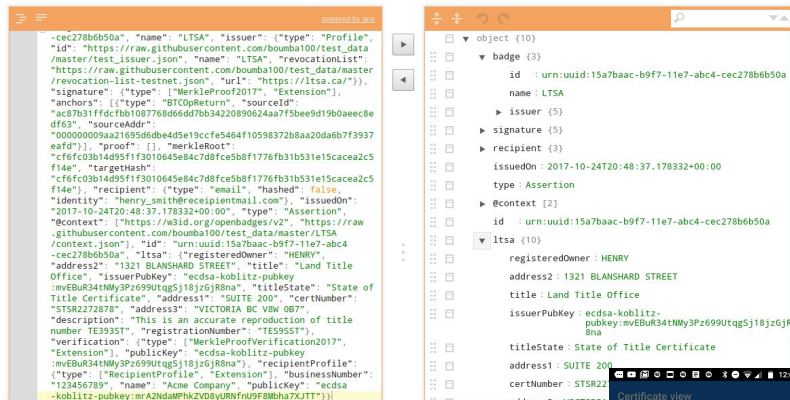 powered by ace
-cec278b6b50a", "name": "LTSA", "issuer": {"type": "Profile",
"id": "https://raw.githubusercontent.com/boumba100/test_data
/master/test_issuer.json", "name": "LTSA", "revocationList":
"https://raw.githubusercontent.com/boumba100/test_data/master
/revocation-list-testnet.json", "url": "https://ltsa.ca/"}},
"signature": {"type": ["MerkleProof2017", "Extension"],
"anchors": [{"type": "BTCOpReturn", "sourceId":
"ac87b31ffdcfbb1087768d66dd7bb34220890624aa7f5bee9d19b0aeec8e
df63", "sourceAddr":
"000000009aa21695d6dbe4d5e19ccfe5464f10598372b8aa20da6b7f3937
eafd"}], "proof": [], "merkleRoot":
"cf6fc03b14d95f1f3010645e84c7d8fce5b8f1776fb31b531e15cacea2c5
f14e", "targetHash":
"cf6fc03b14d95f1f3010645e84c7d8fce5b8f1776fb31b531e15cacea2c5
f14e"}, "recipient": {"type": "email", "hashed": false,
"identity": "henry_smith@receipientmail.com"}, "issuedOn":
"2017-10-24T20:48:37.178332+00:00", "type": "Assertion",
"@context": ["https://w3id.org/openbadges/v2", "https://raw
.githubusercontent.com/boumba100/test_data/master/LTSA
/context.json"], "id": "urn:uuid:15a7baac-b9f7-11e7-abc4
-cec278b6b50a", "ltsa": {"registeredOwner": "HENRY",
"address2": "1321 BLANSHARD STREET", "title": "Land Title
Office", "issuerPubKey": "ecdsa-koblitz-pubkey
:mvEBuR34tNMy3Pz699UtqgSj18jzGjR8na", "titleState": "State of
Title Certificate", "address1": "SUITE 200", "certNumber":
"STSR2272878", "address3": "VICTORIA BC V8W OB7",
"description": "This is an accurate reproduction of title
number TE393ST", "registrationNumber": "TES9SST"},
"verification": {"type": ["MerkleProofVerification2017",
"Extension"], "publicKey": "ecdsa-koblitz-pubkey
:mvEBuR34tNMy3Pz699UtqgSj18jzGjR8na"}, "recipientProfile":
{"type": ["RecipientProfile", "Extension"], "businessNumber":
"123456789", "name": "Acme Company", "publicKey": "ecdsa
-koblitz-pubkey:mrA2NdaMPhkZVD8yURNfnU9F8Mbha7XJTT"}}
object {10}
badge {3}
id : urn:uuid:15a7baac-b9f7-11e7-abc4-cec278b6b50a
name : LTSA
issuer {5}
signature {5}
recipient {3}
issuedOn : 2017-10-24T20:48:37.178332+00:00
type : Assertion
@context [2]
id : urn:uuid:15a7baac-b9f7-11e7-abc4-cec278b6b50a
ltsa {10}
registeredOwner : HENRY
address2 : 1321 BLANSHARD STREET
title : Land Title Office
issuerPubKey : ecdsa-koblitz-
pubkey:mvEBuR34tNMy3Pz699UtqgSj18jzGjR
8na
titleState : State of Title Certificate
address1 : SUITE 200
certNumber : STSR22
Certificate view